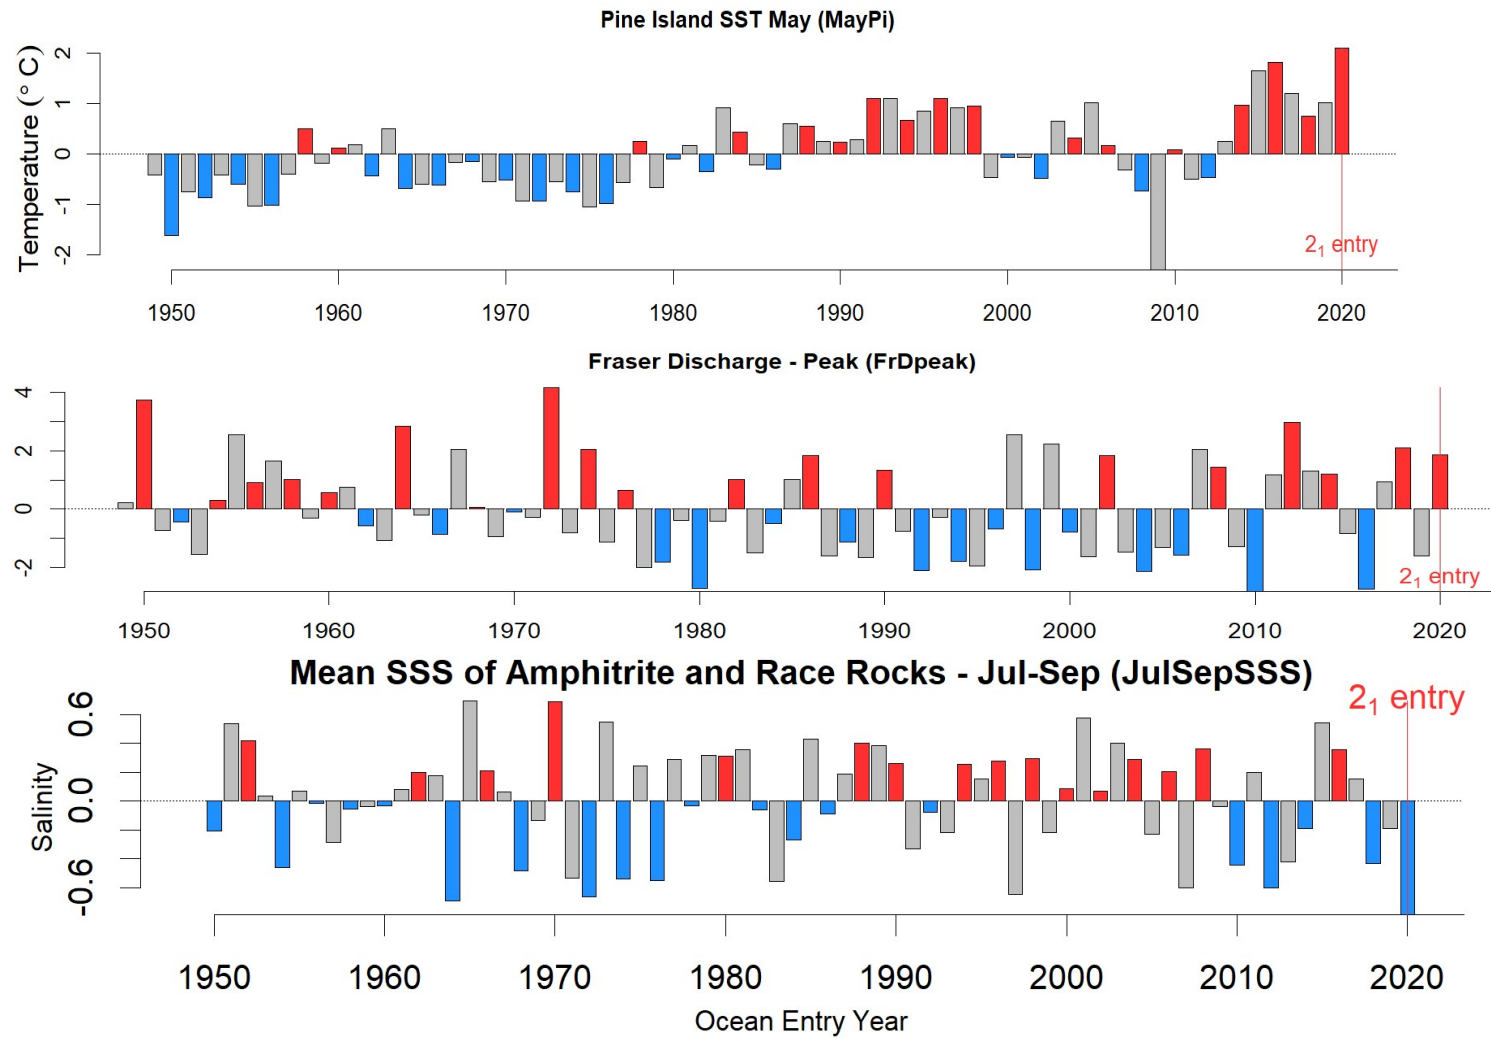 Pine Island SST May (MayPi)
Temperature (° C)
2
1
0
-1
-2
2₁ entry
1950 1960 1970 1980 1990 2000 2010 2020
Fraser Discharge - Peak (FrDpeak)
4
2
0
-2
2₁ entry
1950 1960 1970 1980 1990 2000 2010 2020
Mean SSS of Amphitrite and Race Rocks - Jul-Sep (JulSepSSS)
2₁ entry
Salinity
0.6
0.0
-0.6
1950 1960 1970 1980 1990 2000 2010 2020
Ocean Entry Year